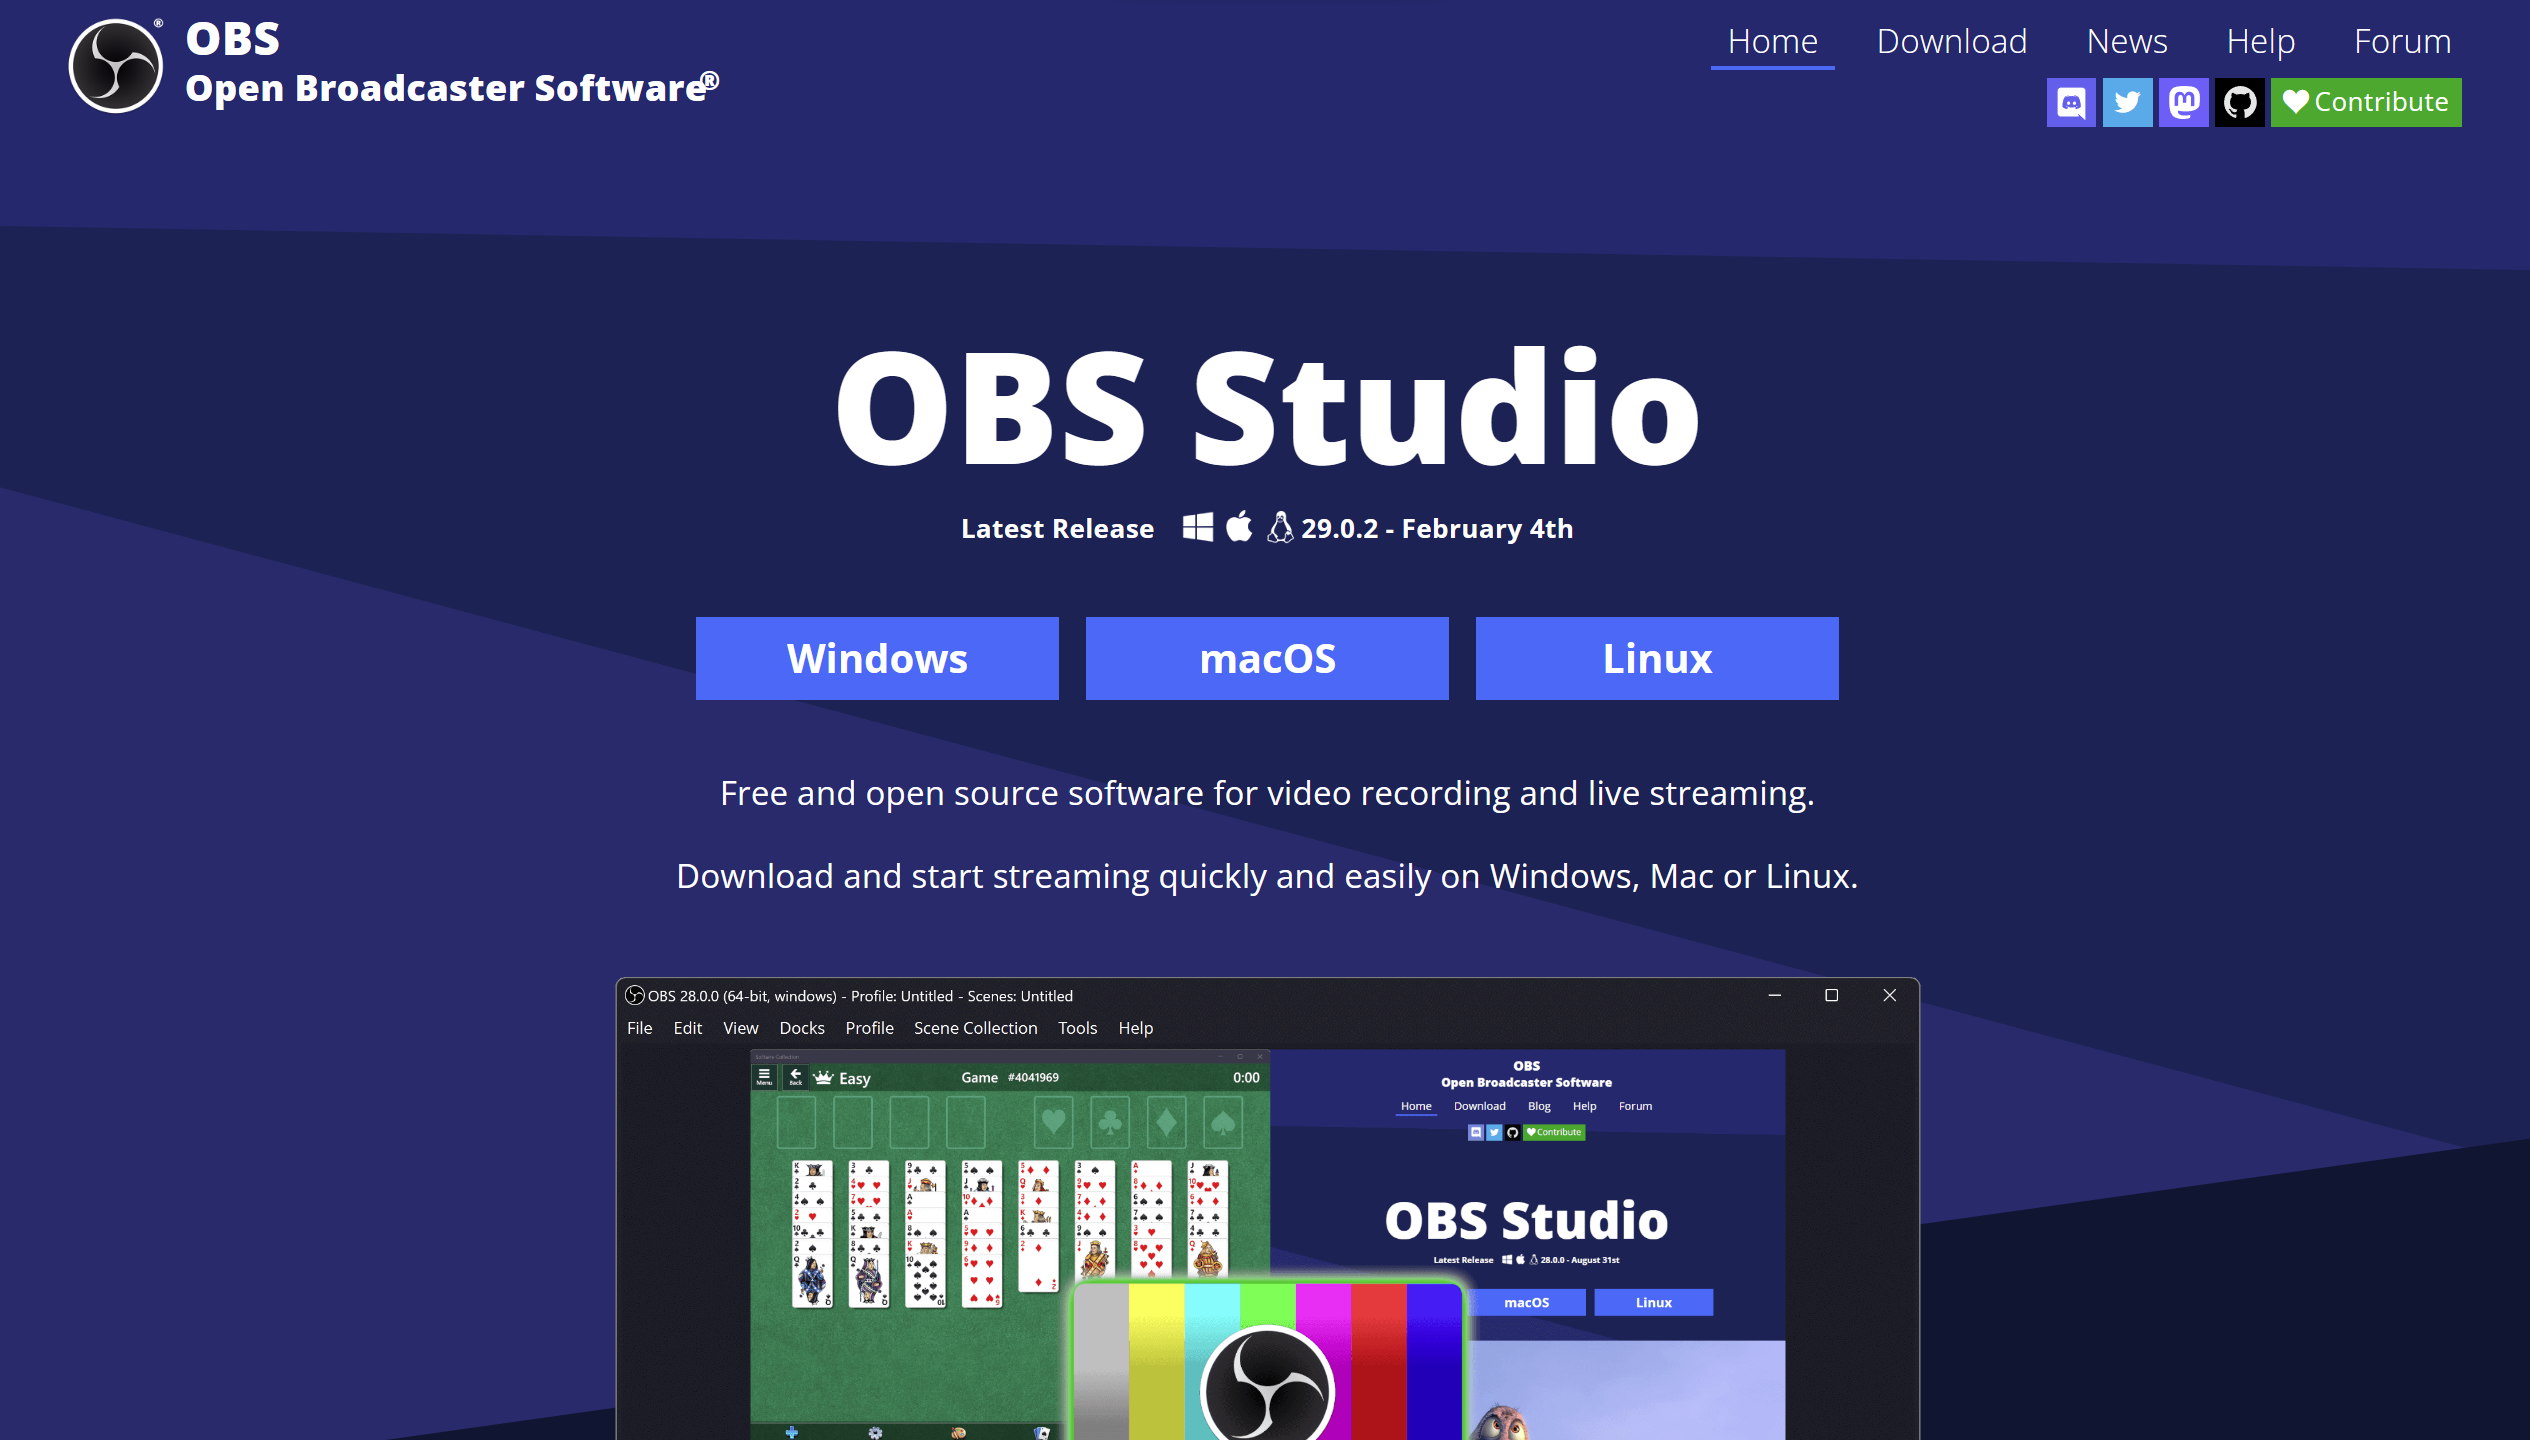 ®
OBS
Open Broadcaster Software®
Home Download News Help Forum
Contribute
OBS Studio
Latest Release 29.0.2 - February 4th
Windows macOS Linux
Free and open source software for video recording and live streaming.
Download and start streaming quickly and easily on Windows, Mac or Linux.
OBS 28.0.0 (64-bit, windows) - Profile: Untitled - Scenes: Untitled
File Edit View Docks Profile Scene Collection Tools Help
Solitaire Collection
Menu Back Easy Game #4041969 0:00
OBS
Open Broadcaster Software
Home Download Blog Help Forum
Contribute
OBS Studio
Latest Release 28.0.0 - August 31st
macOS Linux